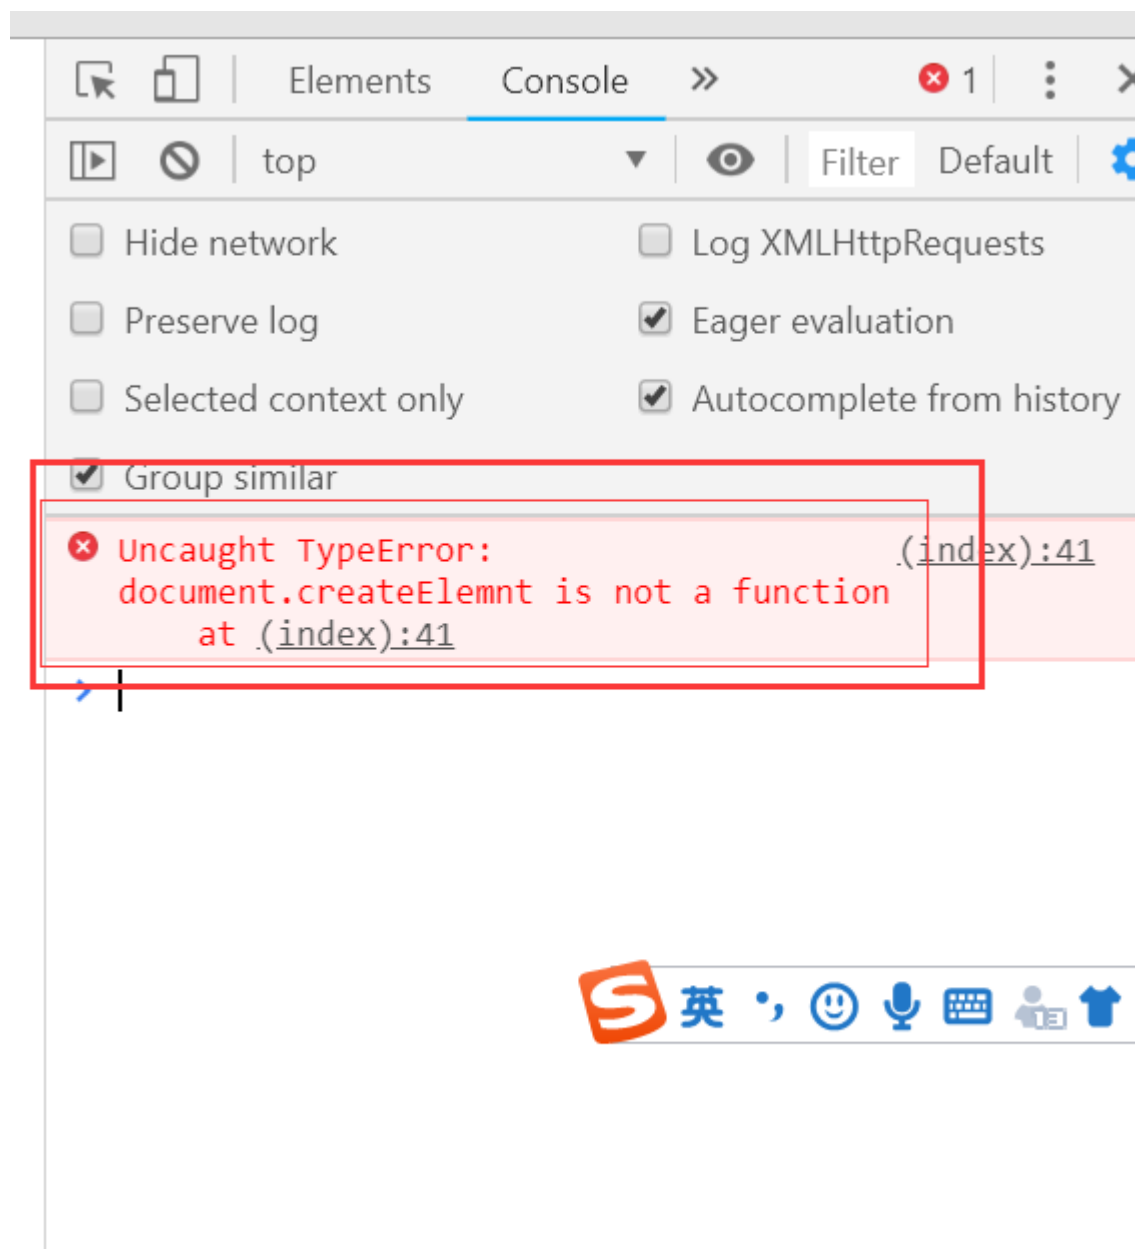 Elements Console » 1
top Filter Default
Hide network Log XMLHttpRequests
Preserve log Eager evaluation
Selected context only Autocomplete from history
Group similar
Uncaught TypeError: (index):41
document.createElemnt is not a function
at (index):41
>
S 英 •,